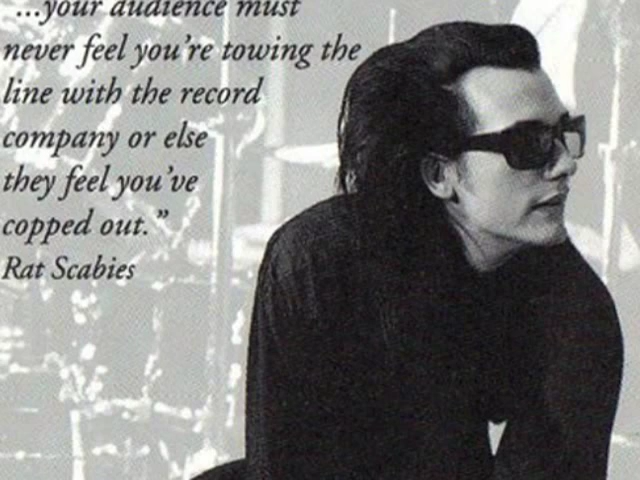 "...your audience must
never feel you're towing the
line with the record
company or else
they feel you've
copped out."
Rat Scabies